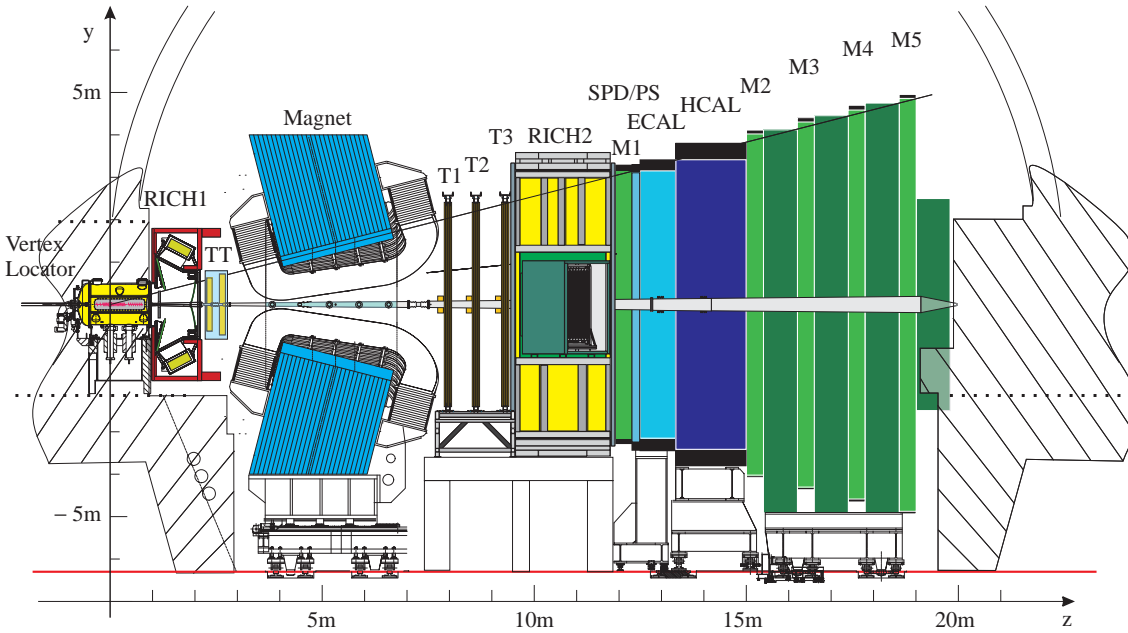 y
5m
Magnet
SPD/PS
ECAL
HCAL
M1
M2
M3
M4
M5
T1
T2
T3
RICH2
RICH1
TT
Vertex
Locator
− 5m
5m
10m
15m
20m
z